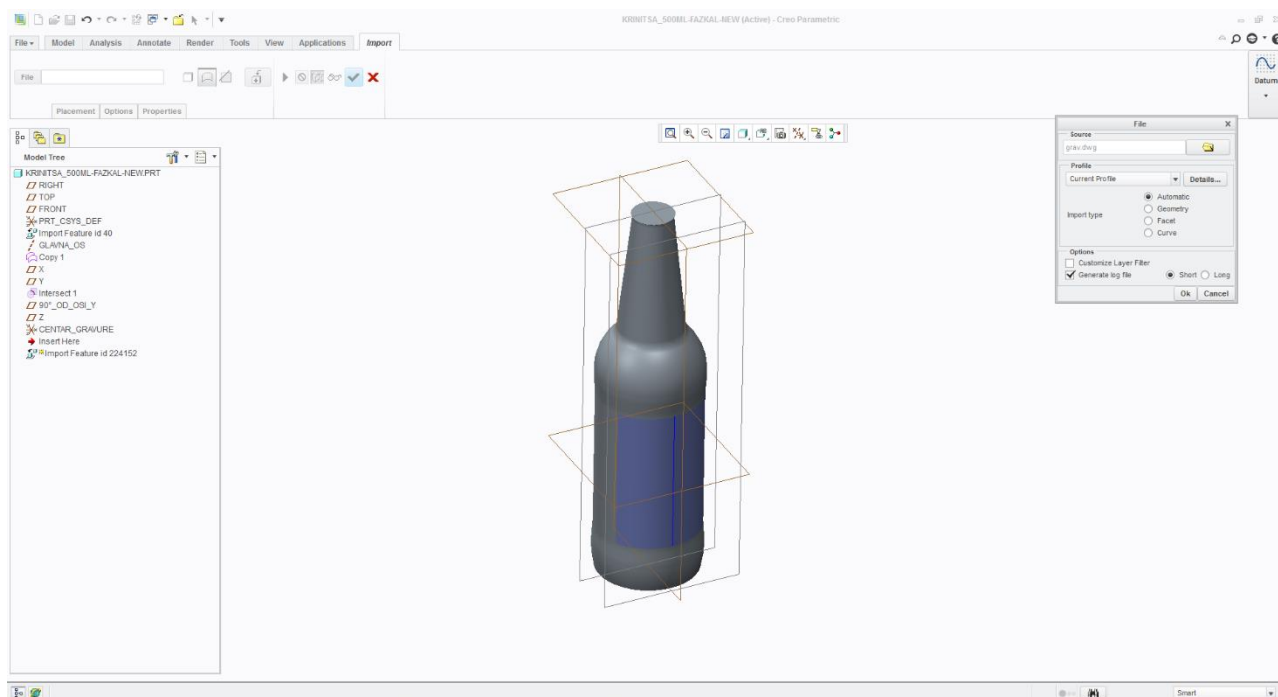 KRINITSA_500ML-FAZKAL-NEW (Active) - Creo Parametric
File Model Analysis Annotate Render Tools View Applications Import
File
Datum
Placement Options Properties
Model Tree
KRINITSA_500ML-FAZKAL-NEW.PRT
RIGHT
TOP
FRONT
PRT_CSYS_DEF
Import Feature id 40
GLAVNA_OS
Copy 1
X
Y
Intersect 1
90°_OD_OSI_Y
Z
CENTAR_GRAVURE
Insert Here
Import Feature id 224152
File
Source
grav.dwg
Profile
Current Profile Details...
Import type
Automatic
Geometry
Facet
Curve
Options
Customize Layer Filter
Generate log file Short Long
Ok Cancel
Smart